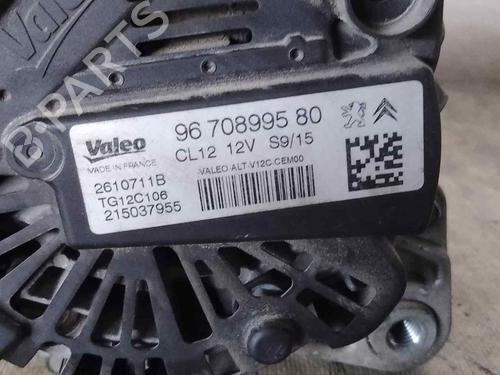 Valeo
B-PARTS
Valeo
MADE IN FRANCE
96 708995 80
CL12 12V S9/15
VALEO ALT-V12C-CEM00
2610711B
TG12C106
215037955